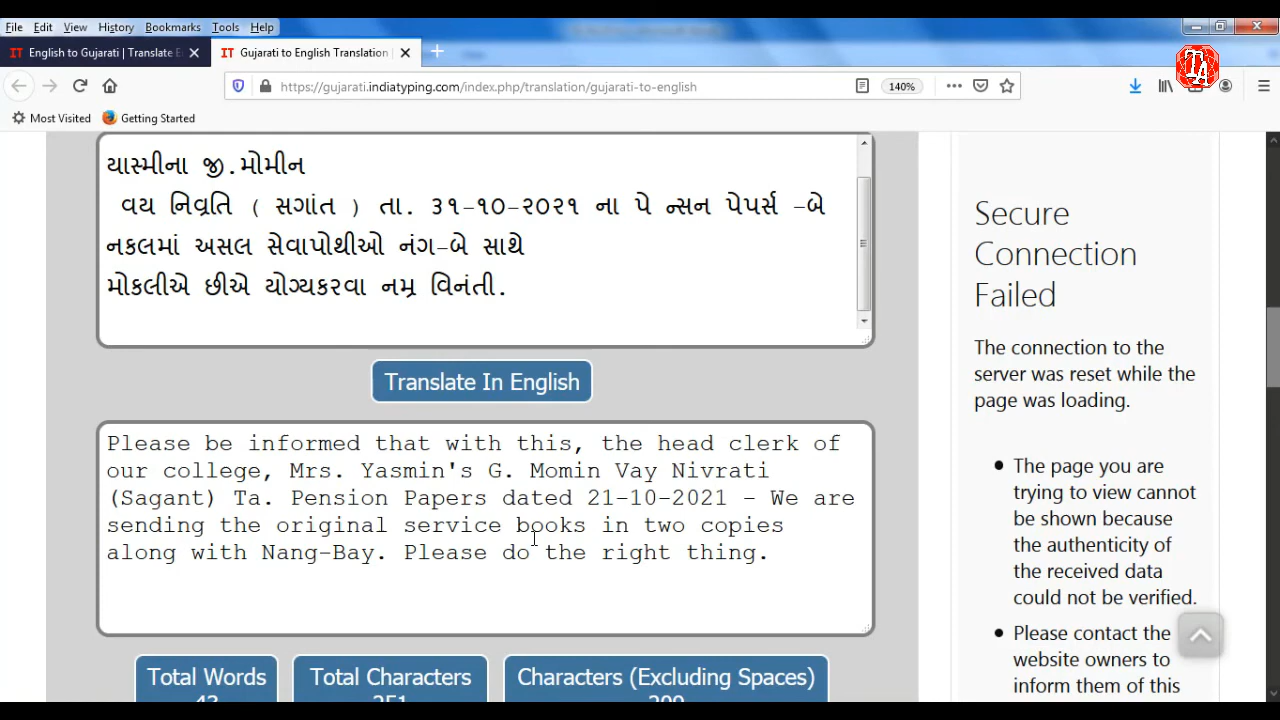 File Edit View History Bookmarks Tools Help
IT English to Gujarati | Translate E
IT Gujarati to English Translation |
TA
https://gujarati.indiatyping.com/index.php/translation/gujarati-to-english
140%
Most Visited Getting Started
યાસ્મીના જી.મોમીન
વય નિવ્રતિ ( સગાંત ) તા. ૩૧-૧૦-૨૦૨૧ ના પે ન્સન પેપર્સ -બે
નકલમાં અસલ સેવાપોથીઓ નંગ-બે સાથે
મોકલીએ છીએ યોગ્યકરવા નમ્ર વિનંતી.
Translate In English
Please be informed that with this, the head clerk of
our college, Mrs. Yasmin's G. Momin Vay Nivrati
(Sagant) Ta. Pension Papers dated 21-10-2021 - We are
sending the original service books in two copies
along with Nang-Bay. Please do the right thing.
Total Words
43
Total Characters
251
Characters (Excluding Spaces)
209
Secure
Connection
Failed
The connection to the
server was reset while the
page was loading.
The page you are
trying to view cannot
be shown because
the authenticity of
the received data
could not be verified.
Please contact the
website owners to
inform them of this